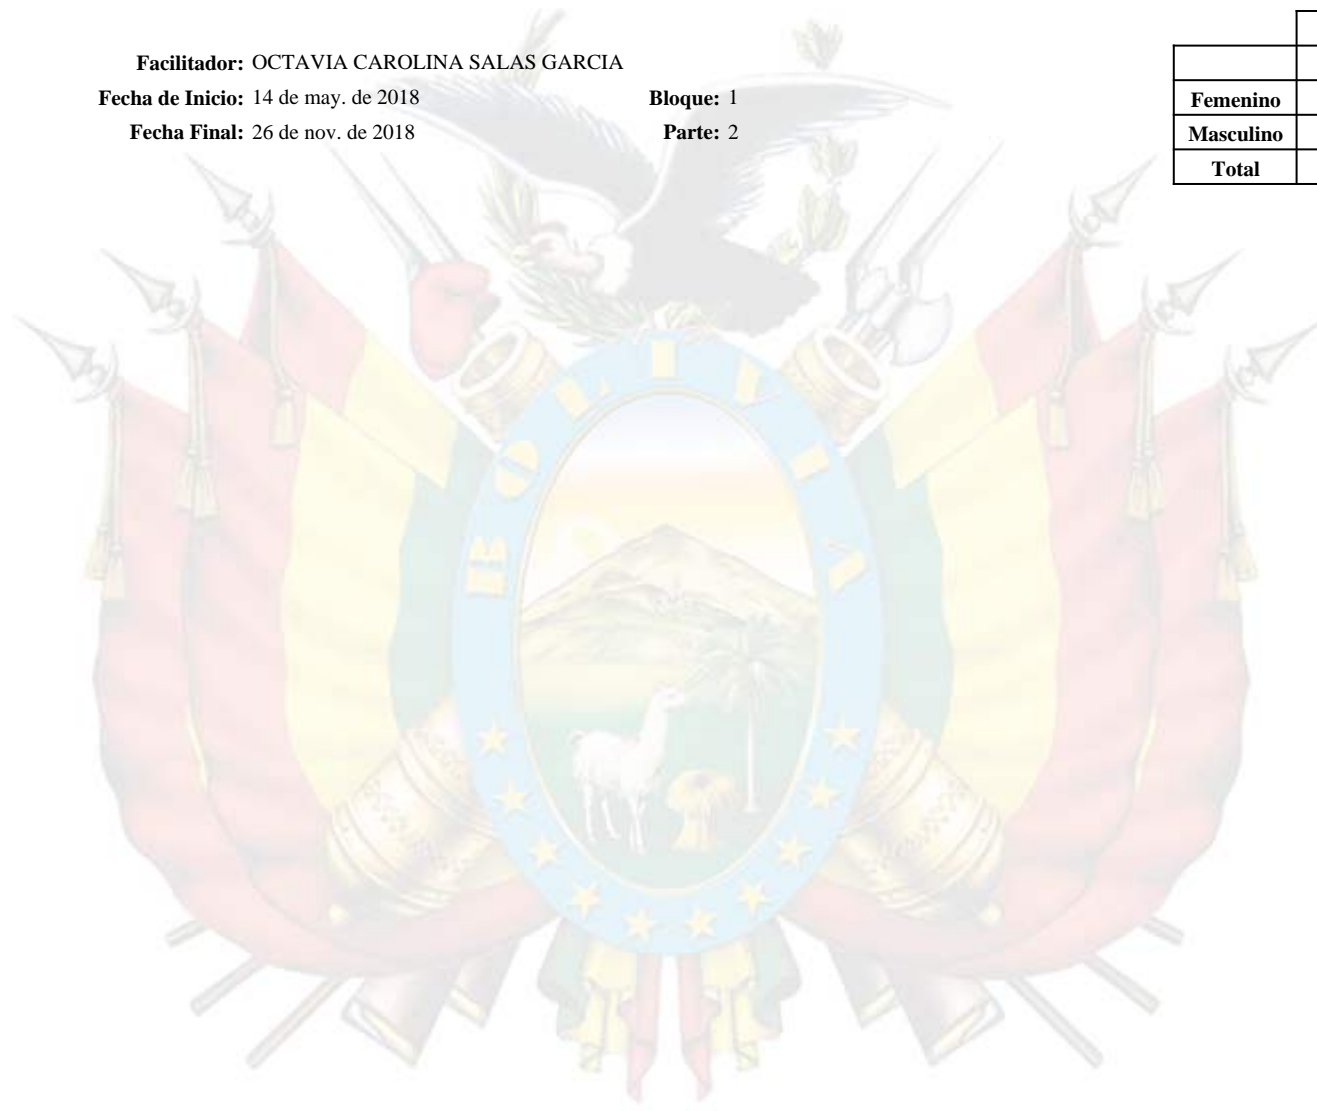 Facilitador: OCTAVIA CAROLINA SALAS GARCIA
Fecha de Inicio: 14 de may. de 2018 Bloque: 1
Fecha Final: 26 de nov. de 2018 Parte: 2
Femenino
Masculino
Total
BOLIVIA